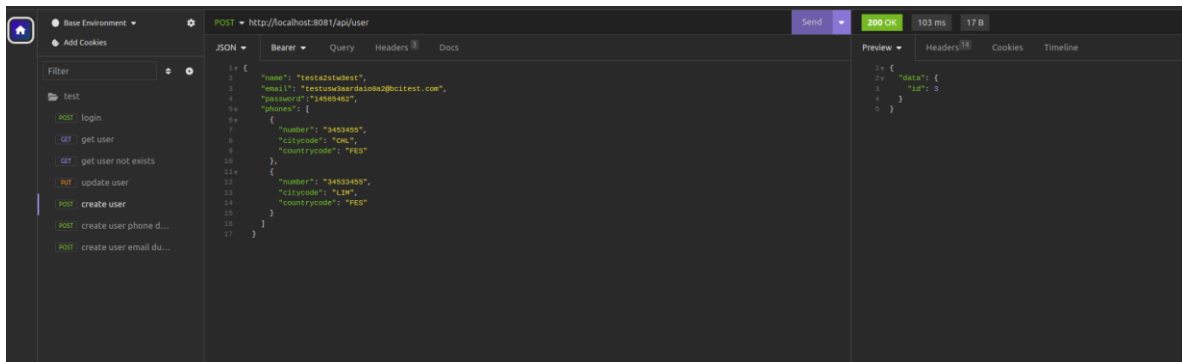 Base Environment
Add Cookies
Filter
test
POST login
GET get user
GET get user not exists
PUT update user
POST create user
POST create user phone d...
POST create user email du...
POST http://localhost:8081/api/user
Send
JSON Bearer Query Headers 3 Docs
1 {
2 "name": "testa2stw3est",
3 "email": "testusw3aardaio0a2@bcitest.com",
4 "password":"14565462",
5 "phones": [
6 {
7 "number": "3453455",
8 "citycode": "CHL",
9 "countrycode": "FES"
10 },
11 {
12 "number": "34533455",
13 "citycode": "LIM",
14 "countrycode": "FES"
15 }
16 ]
17 }
200 OK 103 ms 17 B
Preview Headers 14 Cookies Timeline
1 {
2 "data": {
3 "id": 3
4 }
5 }